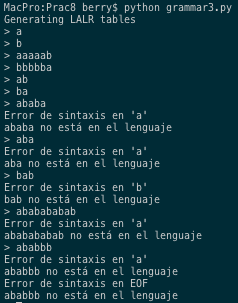 MacPro:Prac8 berry$ python grammar3.py
Generating LALR tables
> a
> b
> aaaaab
> bbbbba
> ab
> ba
> ababa
Error de sintaxis en 'a'
ababa no está en el lenguaje
> aba
Error de sintaxis en 'a'
aba no está en el lenguaje
> bab
Error de sintaxis en 'b'
bab no está en el lenguaje
> ababababab
Error de sintaxis en 'a'
ababababab no está en el lenguaje
> ababbb
Error de sintaxis en 'a'
ababbb no está en el lenguaje
Error de sintaxis en EOF
ababbb no está en el lenguaje